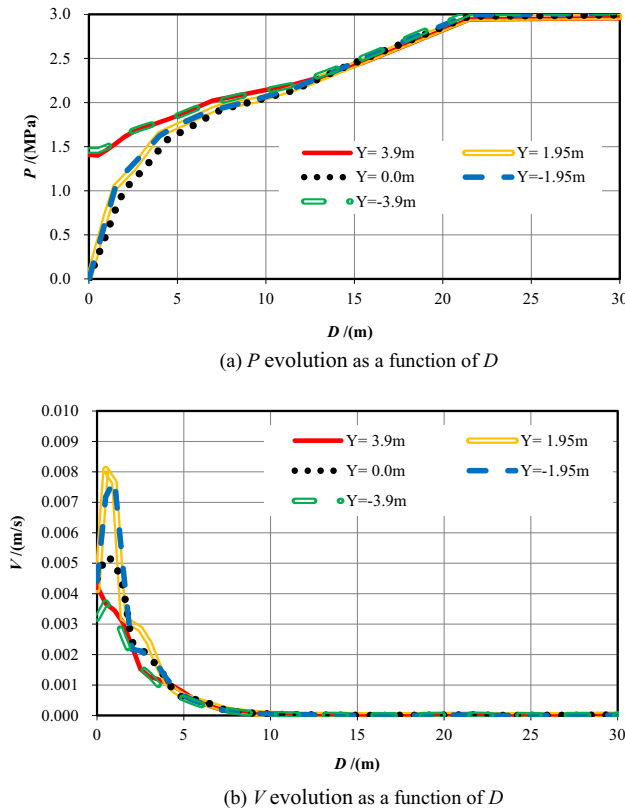 3.0
2.5
2.0
1.5
1.0
0.5
0.0
P /(MPa)
Y= 3.9m
Y= 1.95m
Y= 0.0m
Y=-1.95m
Y=-3.9m
0 5 10 15 20 25 30
D /(m)
(a) P evolution as a function of D
0.010
0.009
0.008
0.007
0.006
0.005
0.004
0.003
0.002
0.001
0.000
V /(m/s)
Y= 3.9m
Y= 1.95m
Y= 0.0m
Y=-1.95m
Y=-3.9m
0 5 10 15 20 25 30
D /(m)
(b) V evolution as a function of D